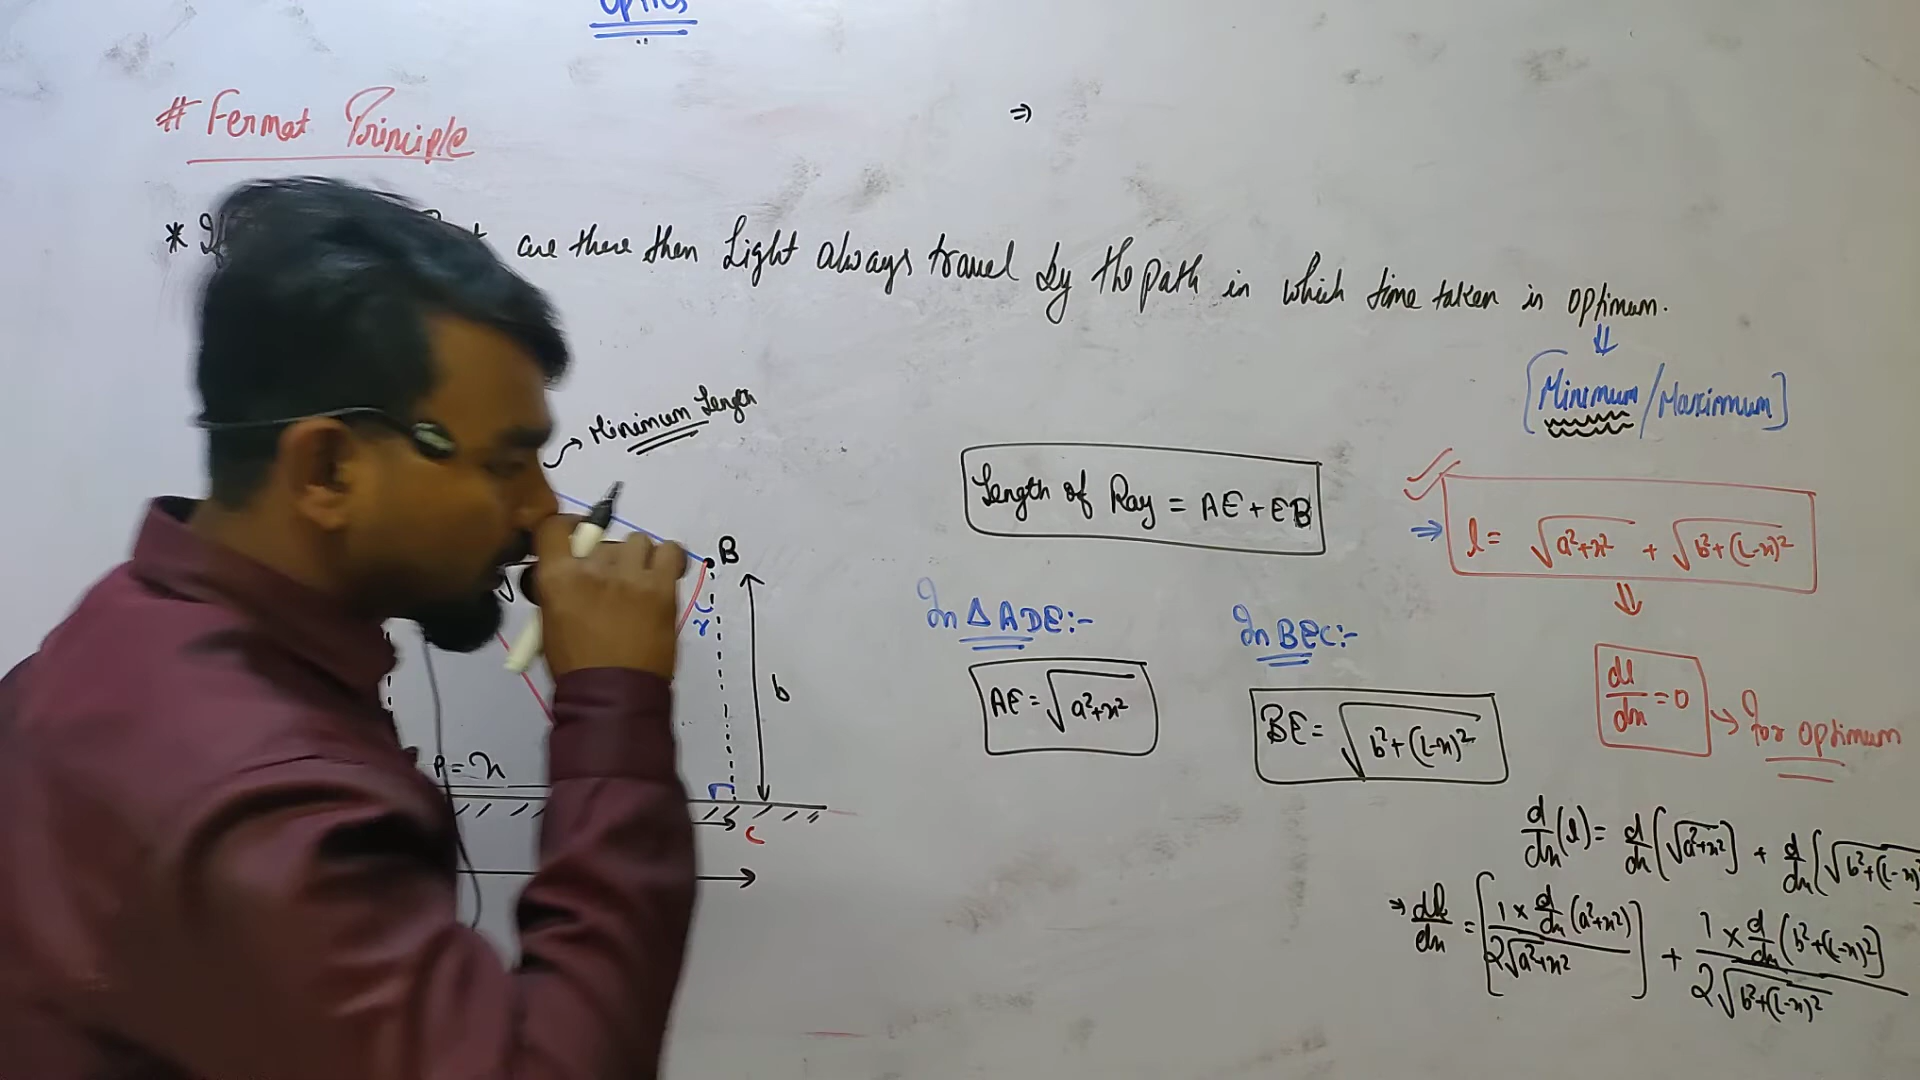 Optics
# Fermat Principle
⇒
* If are there then Light always travel by the path in which time taken is optimum.
⇓
[Minimum/Maximum]
Minimum Length
Length of Ray = AE + EB
⇒ l = √a²+x² + √b²+(L-x)²
⇓
B
r
b
In ΔADE:-
In BEC:-
AE = √a²+x²
BE = √b²+(L-x)²
dl/dx = 0 → for optimum
= x
C
d/dx(l) = d/dx(√a²+x²) + d/dx(√b²+(L-x)²
⇒ dl/dx = [1 × d/dx(a²+x²) / 2√a²+x²] + 1 × d/dx(b²+(L-x)²) / 2√b²+(L-x)²